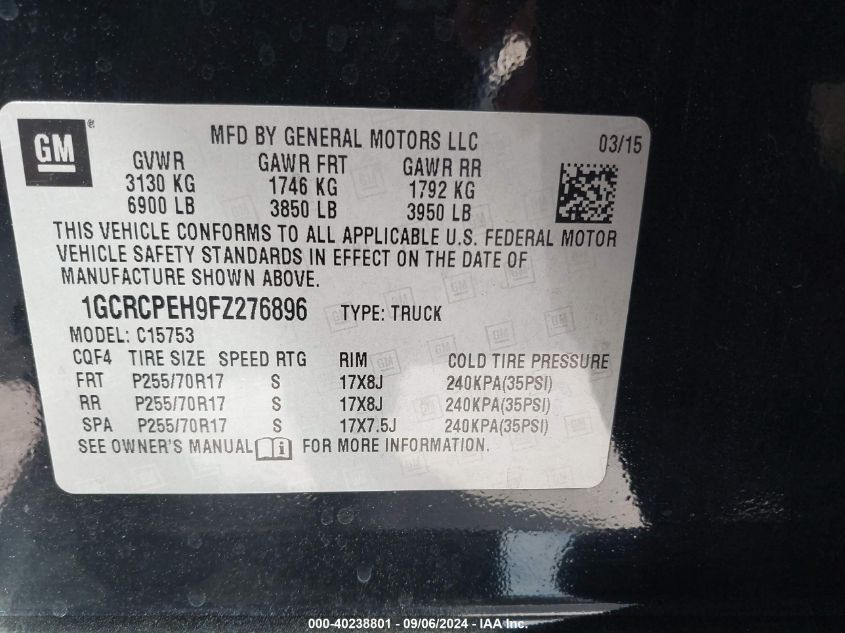 GM ®
MFD BY GENERAL MOTORS LLC 03/15
GVWR GAWR FRT GAWR RR
3130 KG 1746 KG 1792 KG
6900 LB 3850 LB 3950 LB
THIS VEHICLE CONFORMS TO ALL APPLICABLE U.S. FEDERAL MOTOR
VEHICLE SAFETY STANDARDS IN EFFECT ON THE DATE OF
MANUFACTURE SHOWN ABOVE.
1GCRCPEH9FZ276896 TYPE: TRUCK
MODEL: C15753
CQF4 TIRE SIZE SPEED RTG RIM COLD TIRE PRESSURE
FRT P255/70R17 S 17X8J 240KPA(35PSI)
RR P255/70R17 S 17X8J 240KPA(35PSI)
SPA P255/70R17 S 17X7.5J 240KPA(35PSI)
SEE OWNER'S MANUAL i FOR MORE INFORMATION.
000-40238801 - 09/06/2024 - IAA Inc.